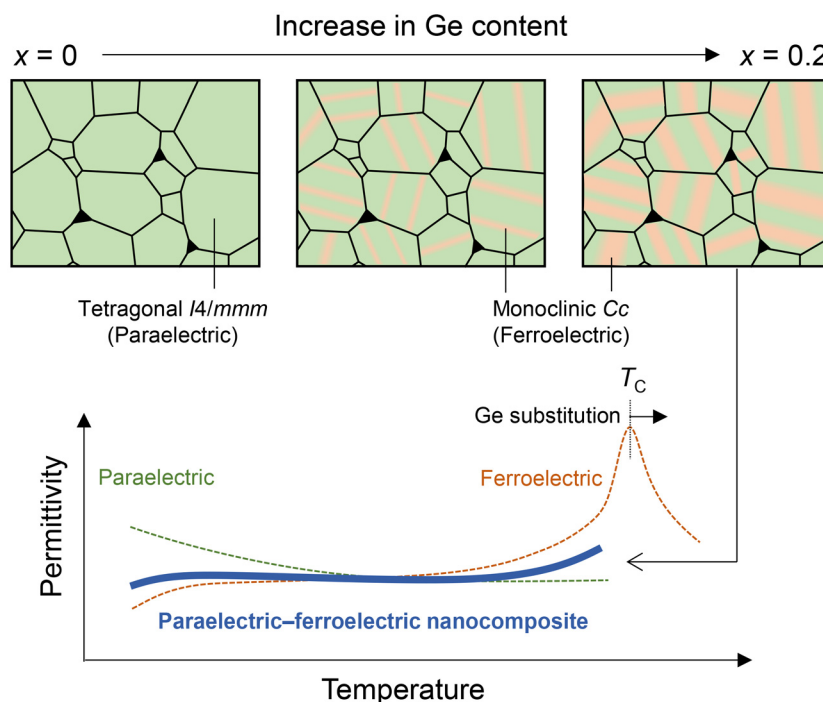 Increase in Ge content
x = 0
x = 0.2
Tetragonal I4/mmm
(Paraelectric)
Monoclinic Cc
(Ferroelectric)
TC
Ge substitution
Paraelectric
Ferroelectric
Permittivity
Paraelectric–ferroelectric nanocomposite
Temperature